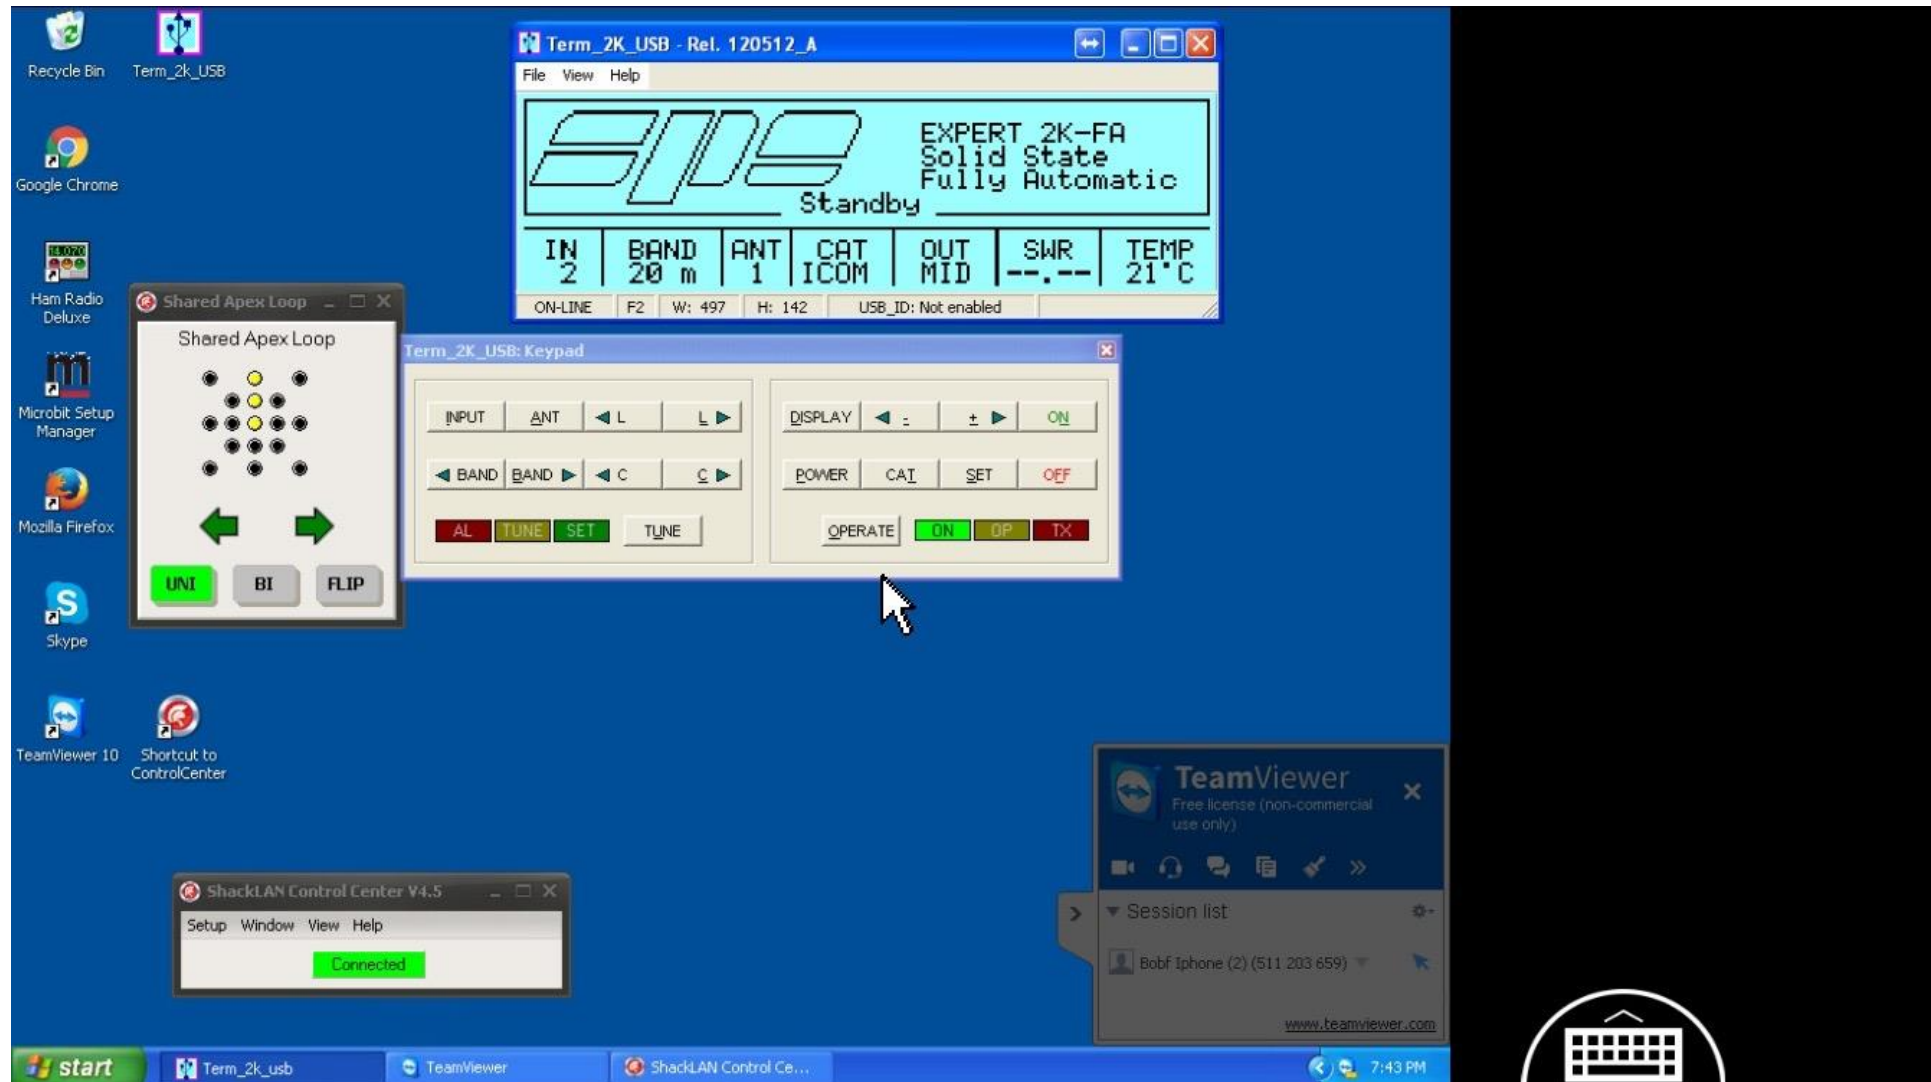 Recycle Bin
Term_2k_USB
Google Chrome
Ham Radio
Deluxe
Microbit Setup
Manager
Mozilla Firefox
Skype
TeamViewer 10
Shortcut to
ControlCenter
Term_2K_USB - Rel. 120512_A
File View Help
spe
EXPERT 2K-FA
Solid State
Fully Automatic
Standby
IN BAND ANT CAT OUT SWR TEMP
2 20 m 1 ICOM MID --.-- 21°C
ON-LINE F2 W: 497 H: 142 USB_ID: Not enabled
Shared Apex Loop
Shared Apex Loop
UNI BI FLIP
Term_2K_USB: Keypad
INPUT ANT L L DISPLAY - + ON
BAND BAND C C POWER CAT SET OFF
AL TUNE SET TUNE OPERATE ON OP TX
TeamViewer
Free license (non-commercial
use only)
Session list
Bobf Iphone (2) (511 203 659)
www.teamviewer.com
ShackLAN Control Center V4.5
Setup Window View Help
Connected
start Term_2k_usb TeamViewer ShackLAN Control Ce... 7:43 PM